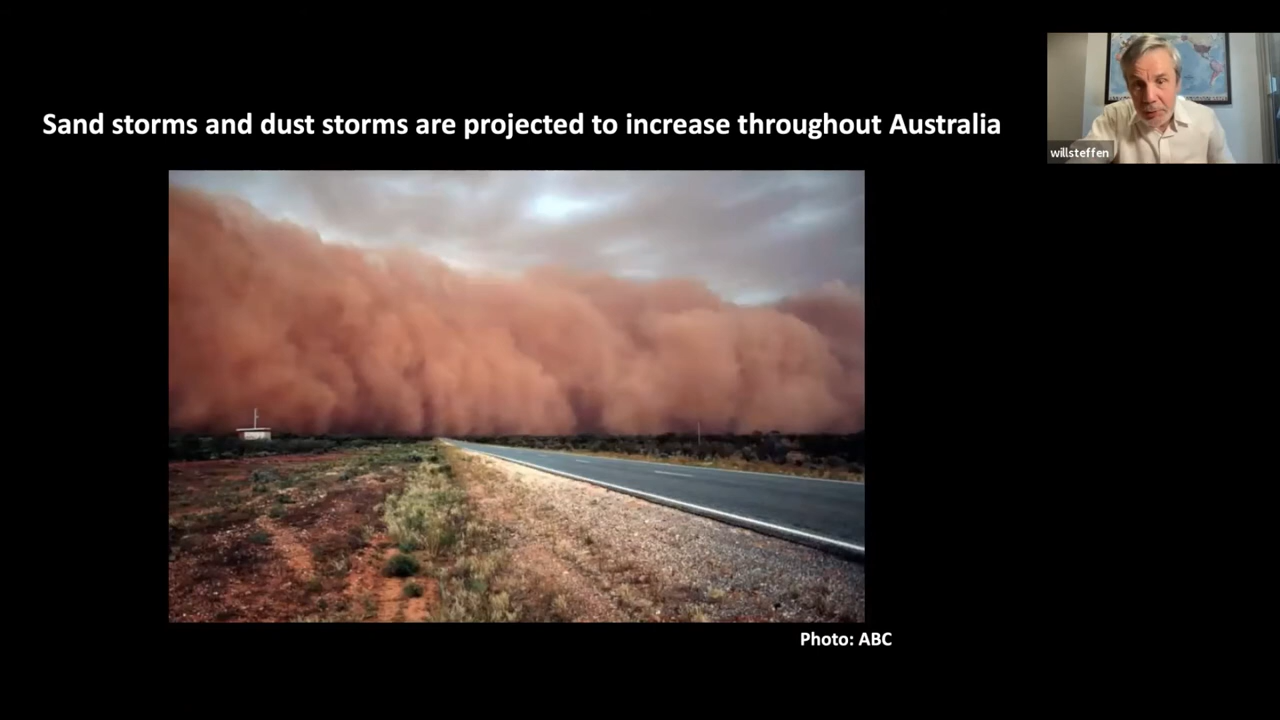 Sand storms and dust storms are projected to increase throughout Australia
willsteffen
Photo: ABC